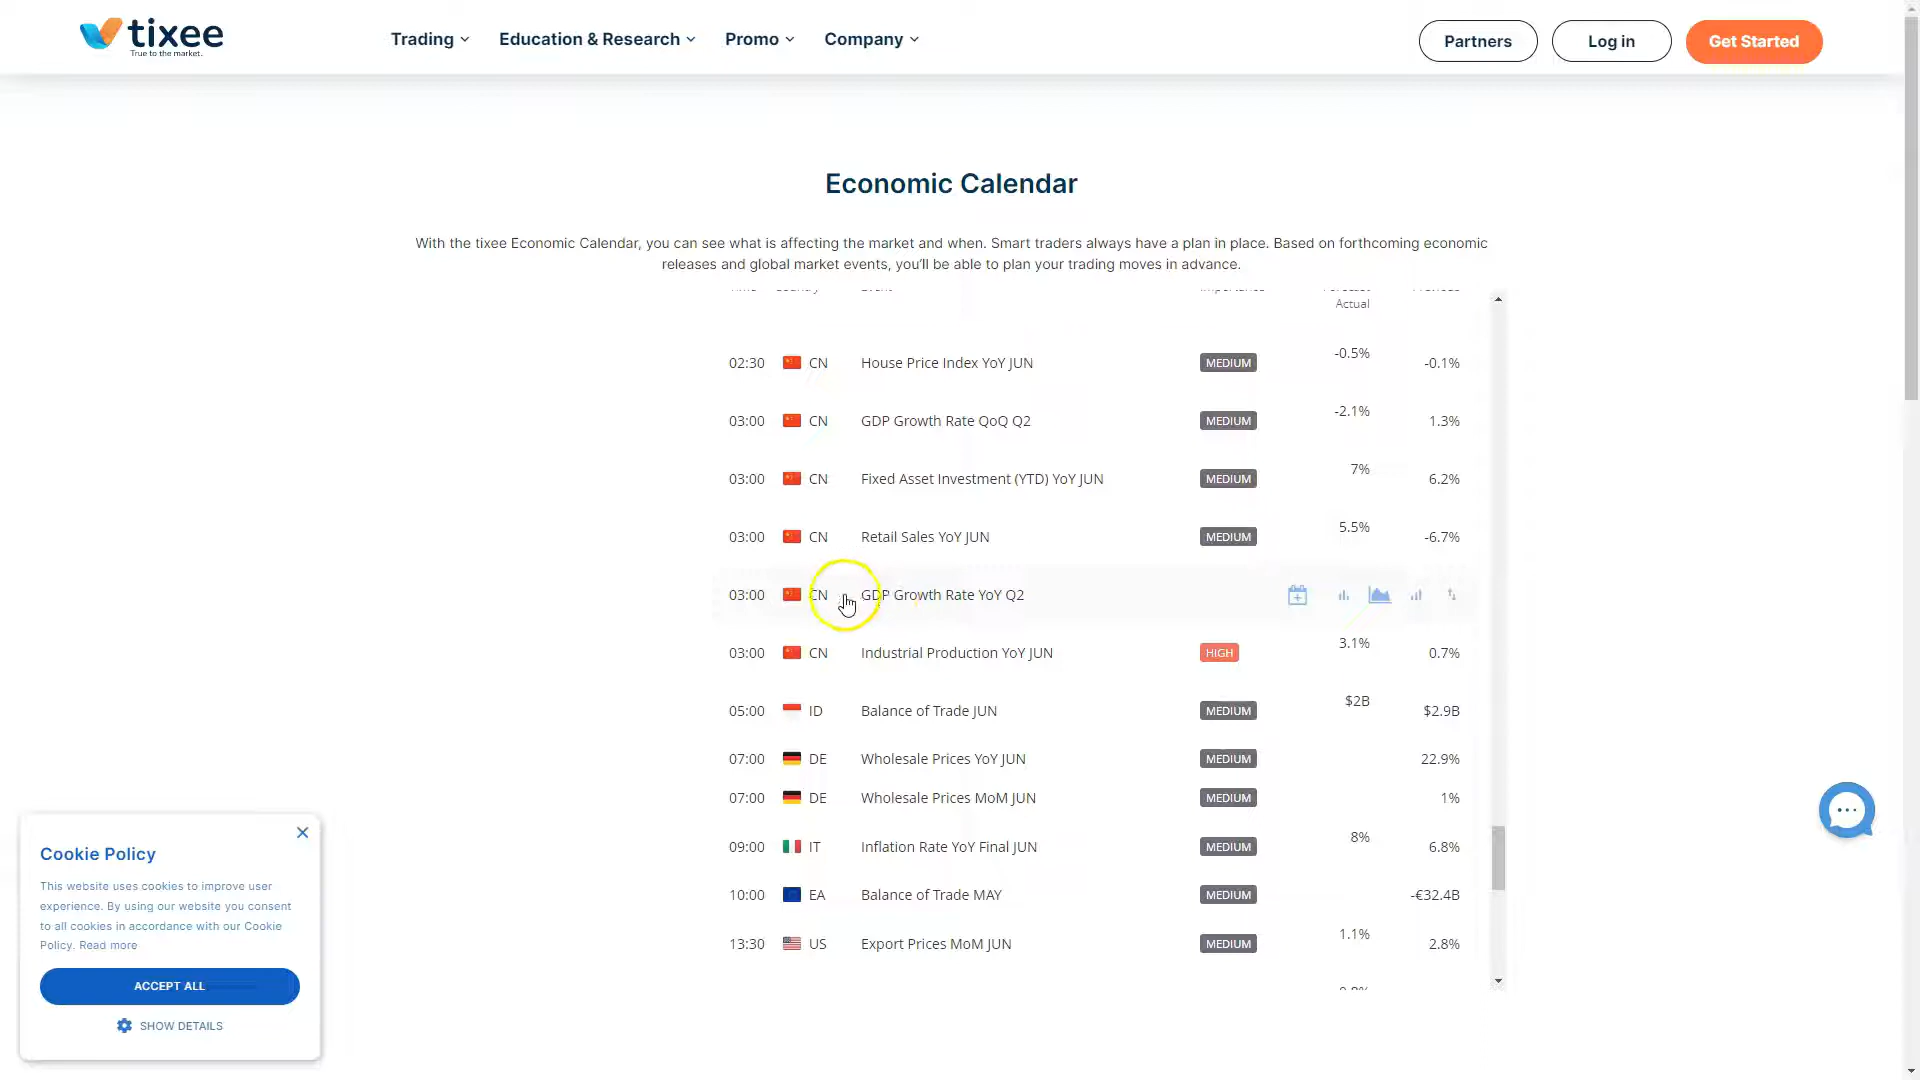 tixee
True to the market.
Trading
Education & Research
Promo
Company
Partners
Log in
Get Started
Economic Calendar
With the tixee Economic Calendar, you can see what is affecting the market and when. Smart traders always have a plan in place. Based on forthcoming economic
releases and global market events, you'll be able to plan your trading moves in advance.
Actual
02:30 CN House Price Index YoY JUN MEDIUM -0.5% -0.1%
03:00 CN GDP Growth Rate QoQ Q2 MEDIUM -2.1% 1.3%
03:00 CN Fixed Asset Investment (YTD) YoY JUN MEDIUM 7% 6.2%
03:00 CN Retail Sales YoY JUN MEDIUM 5.5% -6.7%
03:00 CN GDP Growth Rate YoY Q2
03:00 CN Industrial Production YoY JUN HIGH 3.1% 0.7%
05:00 ID Balance of Trade JUN MEDIUM $2B $2.9B
07:00 DE Wholesale Prices YoY JUN MEDIUM 22.9%
07:00 DE Wholesale Prices MoM JUN MEDIUM 1%
09:00 IT Inflation Rate YoY Final JUN MEDIUM 8% 6.8%
10:00 EA Balance of Trade MAY MEDIUM -€32.4B
13:30 US Export Prices MoM JUN MEDIUM 1.1% 2.8%
Cookie Policy
This website uses cookies to improve user
experience. By using our website you consent
to all cookies in accordance with our Cookie
Policy. Read more
ACCEPT ALL
SHOW DETAILS